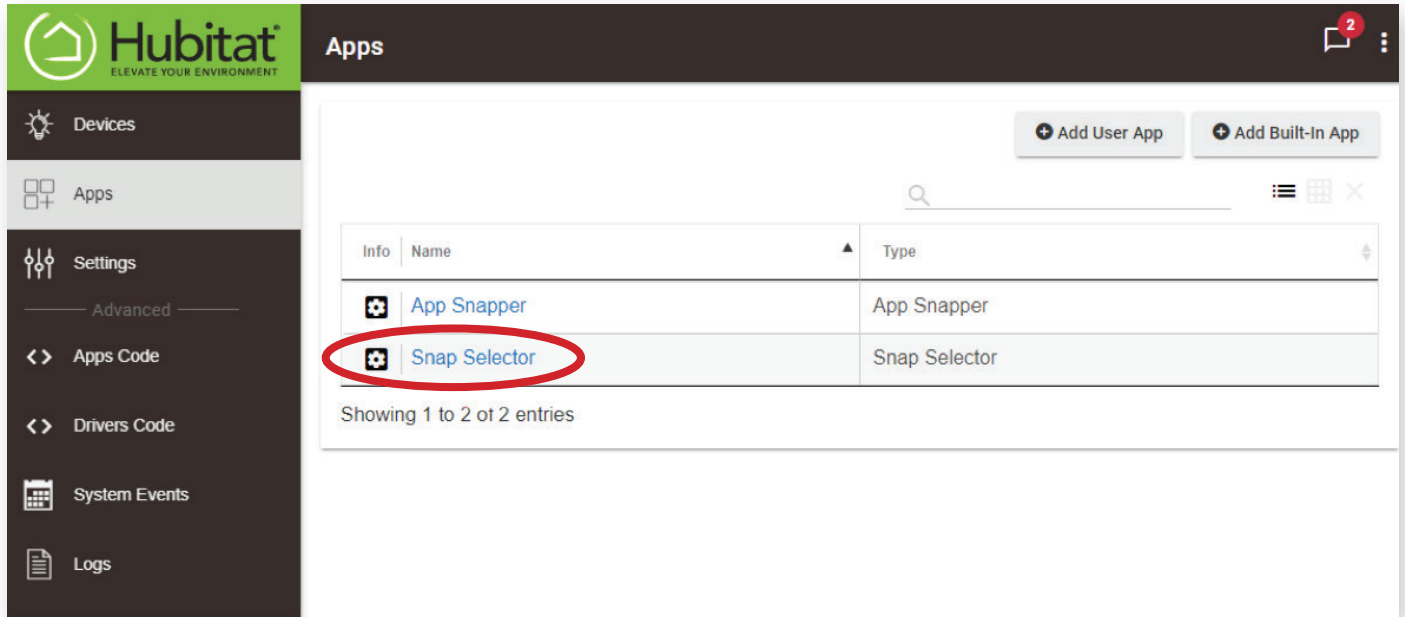 Hubitat®
ELEVATE YOUR ENVIRONMENT
Apps
2
Devices
Apps
Settings
Advanced
Apps Code
Drivers Code
System Events
Logs
Add User App
Add Built-In App
Info Name Type
App Snapper App Snapper
Snap Selector Snap Selector
Showing 1 to 2 of 2 entries